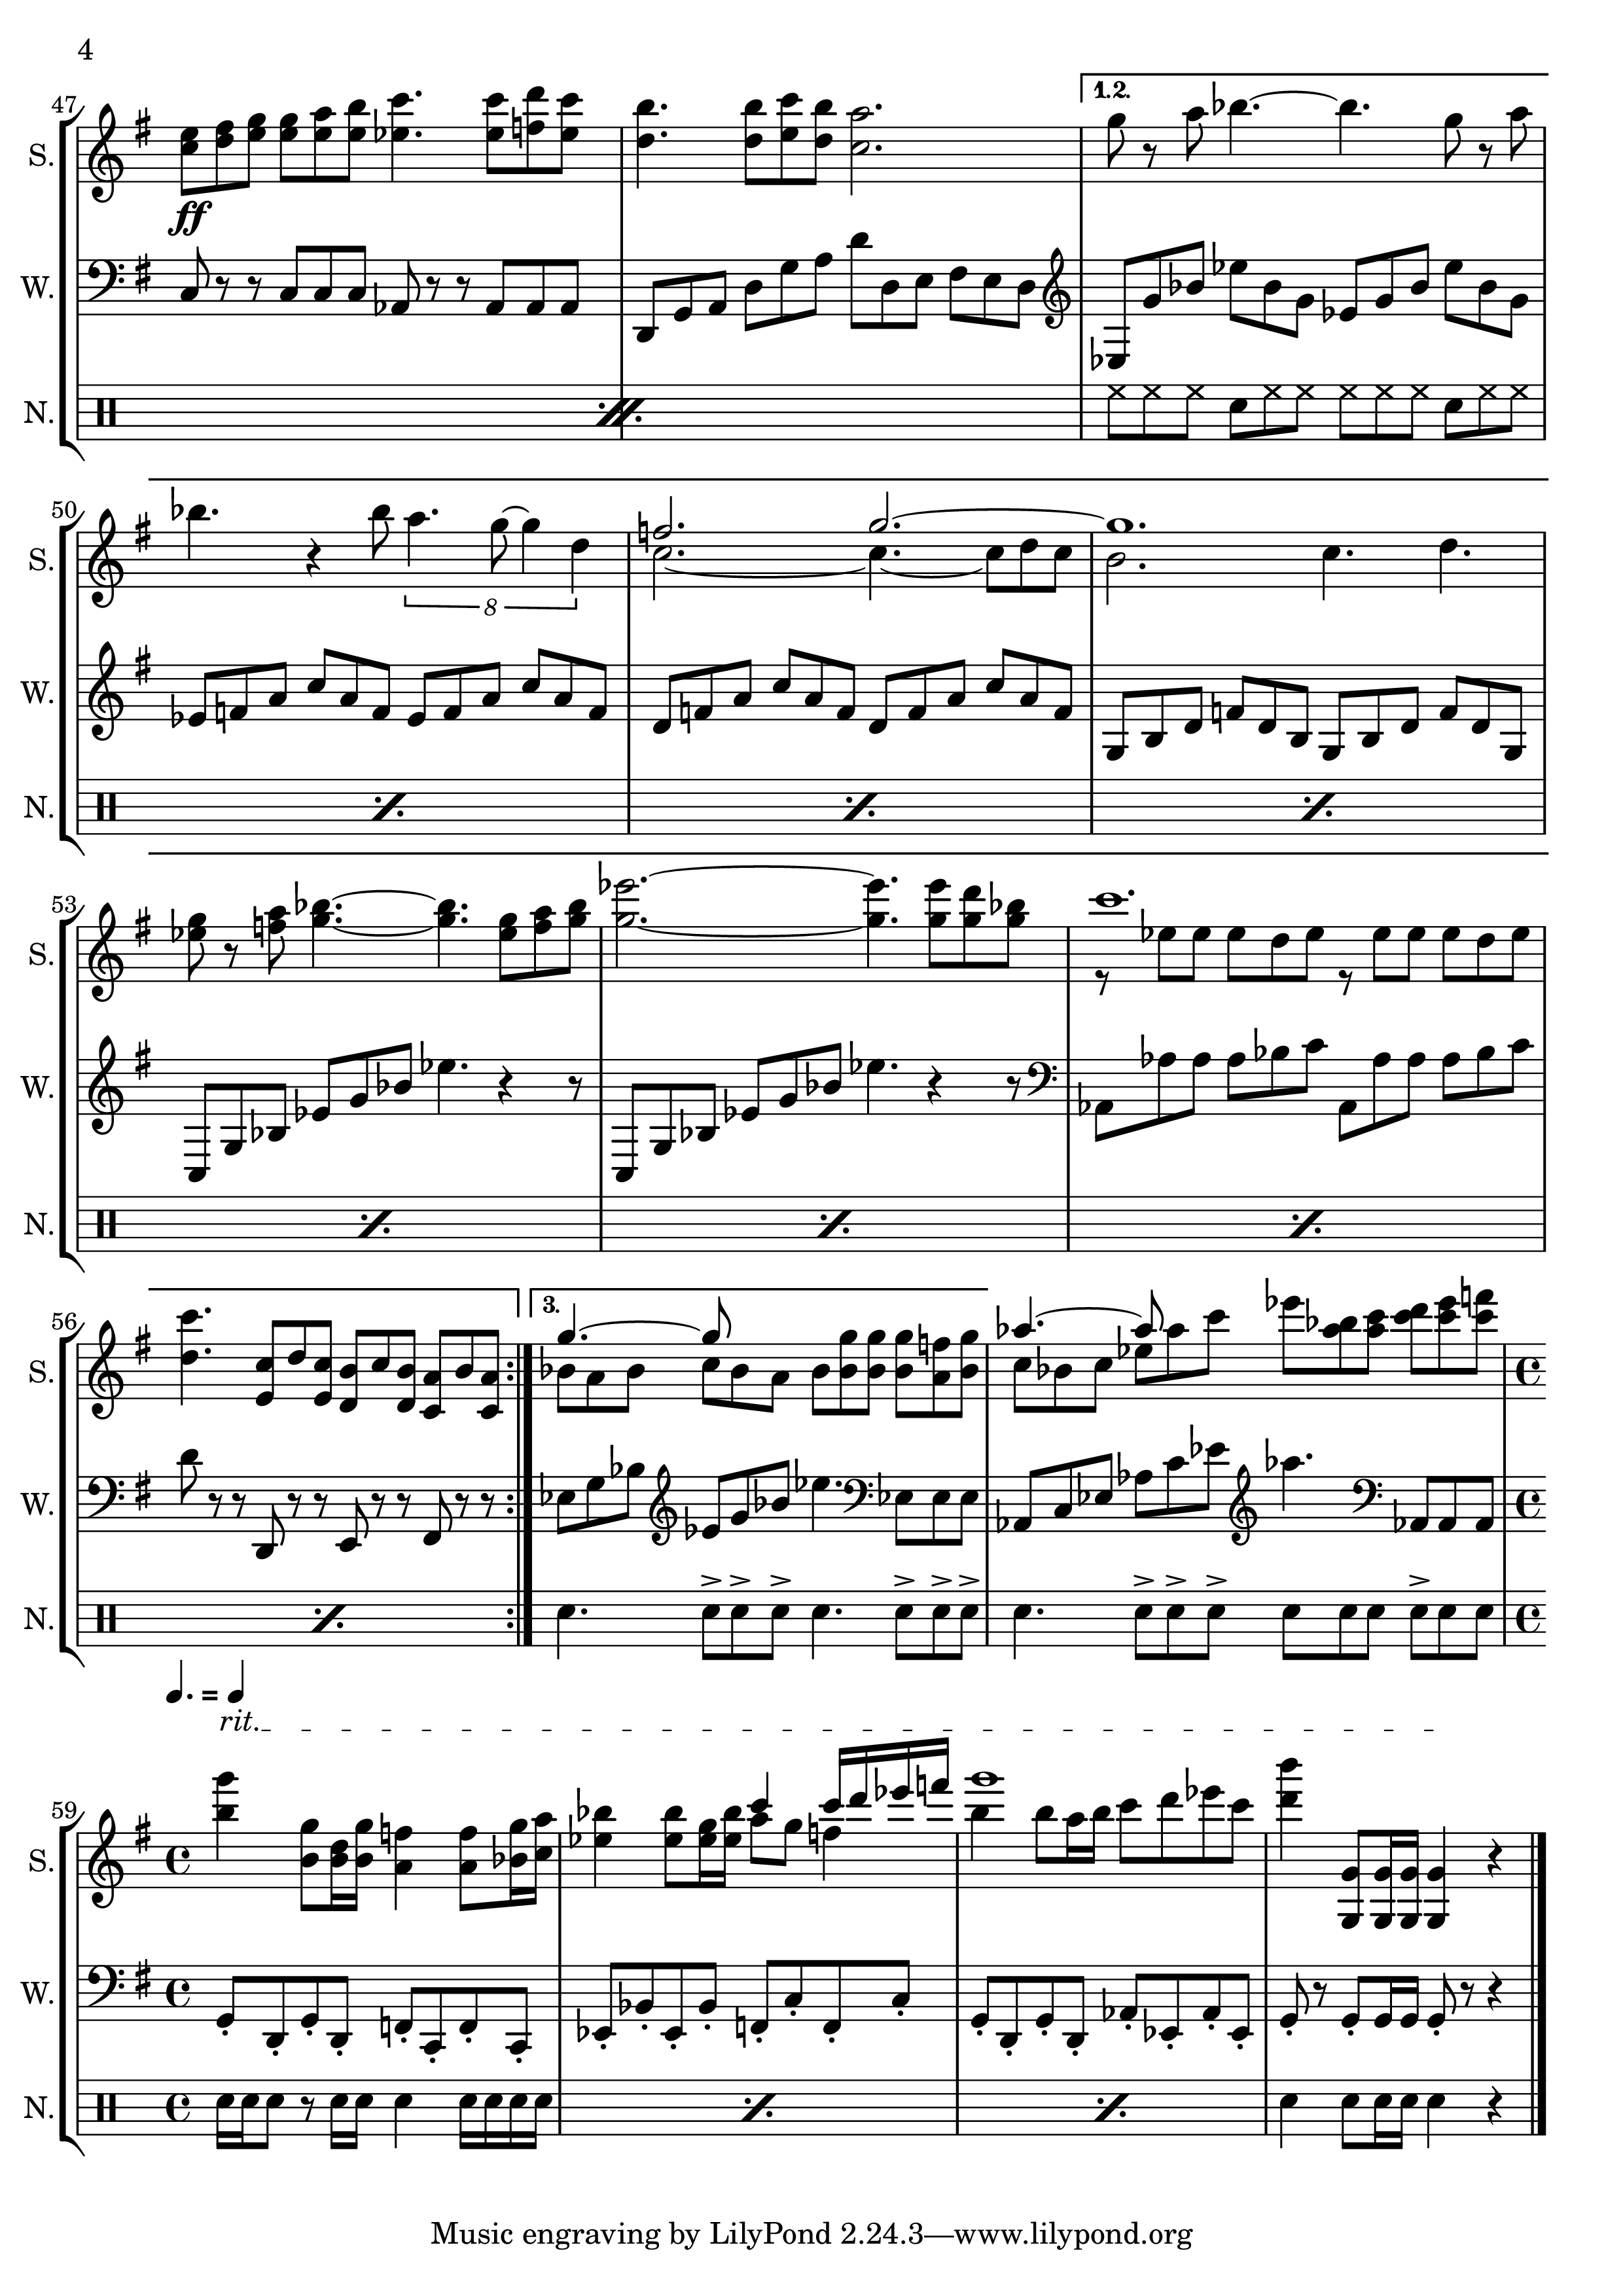 4
47
1.2.
S.
ff
W.
N.
50
S.
8
W.
N.
53
S.
W.
N.
56
3.
S.
W.
N.
rit.
59
S.
W.
N.
Music engraving by LilyPond 2.24.3—www.lilypond.org